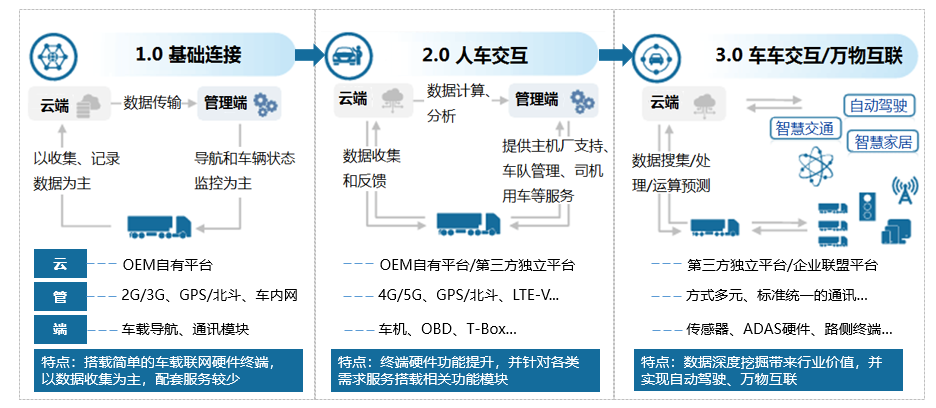 1.0 基础连接
云端
数据传输
管理端
以收集、记录
数据为主
导航和车辆状态
监控为主
2.0 人车交互
云端
数据计算、
分析
管理端
数据收集
和反馈
提供主机厂支持、
车队管理、司机
用车等服务
3.0 车车交互/万物互联
云端
自动驾驶
智慧交通
智慧家居
数据搜集/处
理/运算预测
云
OEM自有平台
OEM自有平台/第三方独立平台
第三方独立平台/企业联盟平台
管
2G/3G、GPS/北斗、车内网
4G/5G、GPS/北斗、LTE-V...
方式多元、标准统一的通讯...
端
车载导航、通讯模块
车机、OBD、T-Box...
传感器、ADAS硬件、路侧终端...
特点：搭载简单的车载联网硬件终端，
以数据收集为主，配套服务较少
特点：终端硬件功能提升，并针对各类
需求服务搭载相关功能模块
特点：数据深度挖掘带来行业价值，并
实现自动驾驶、万物互联